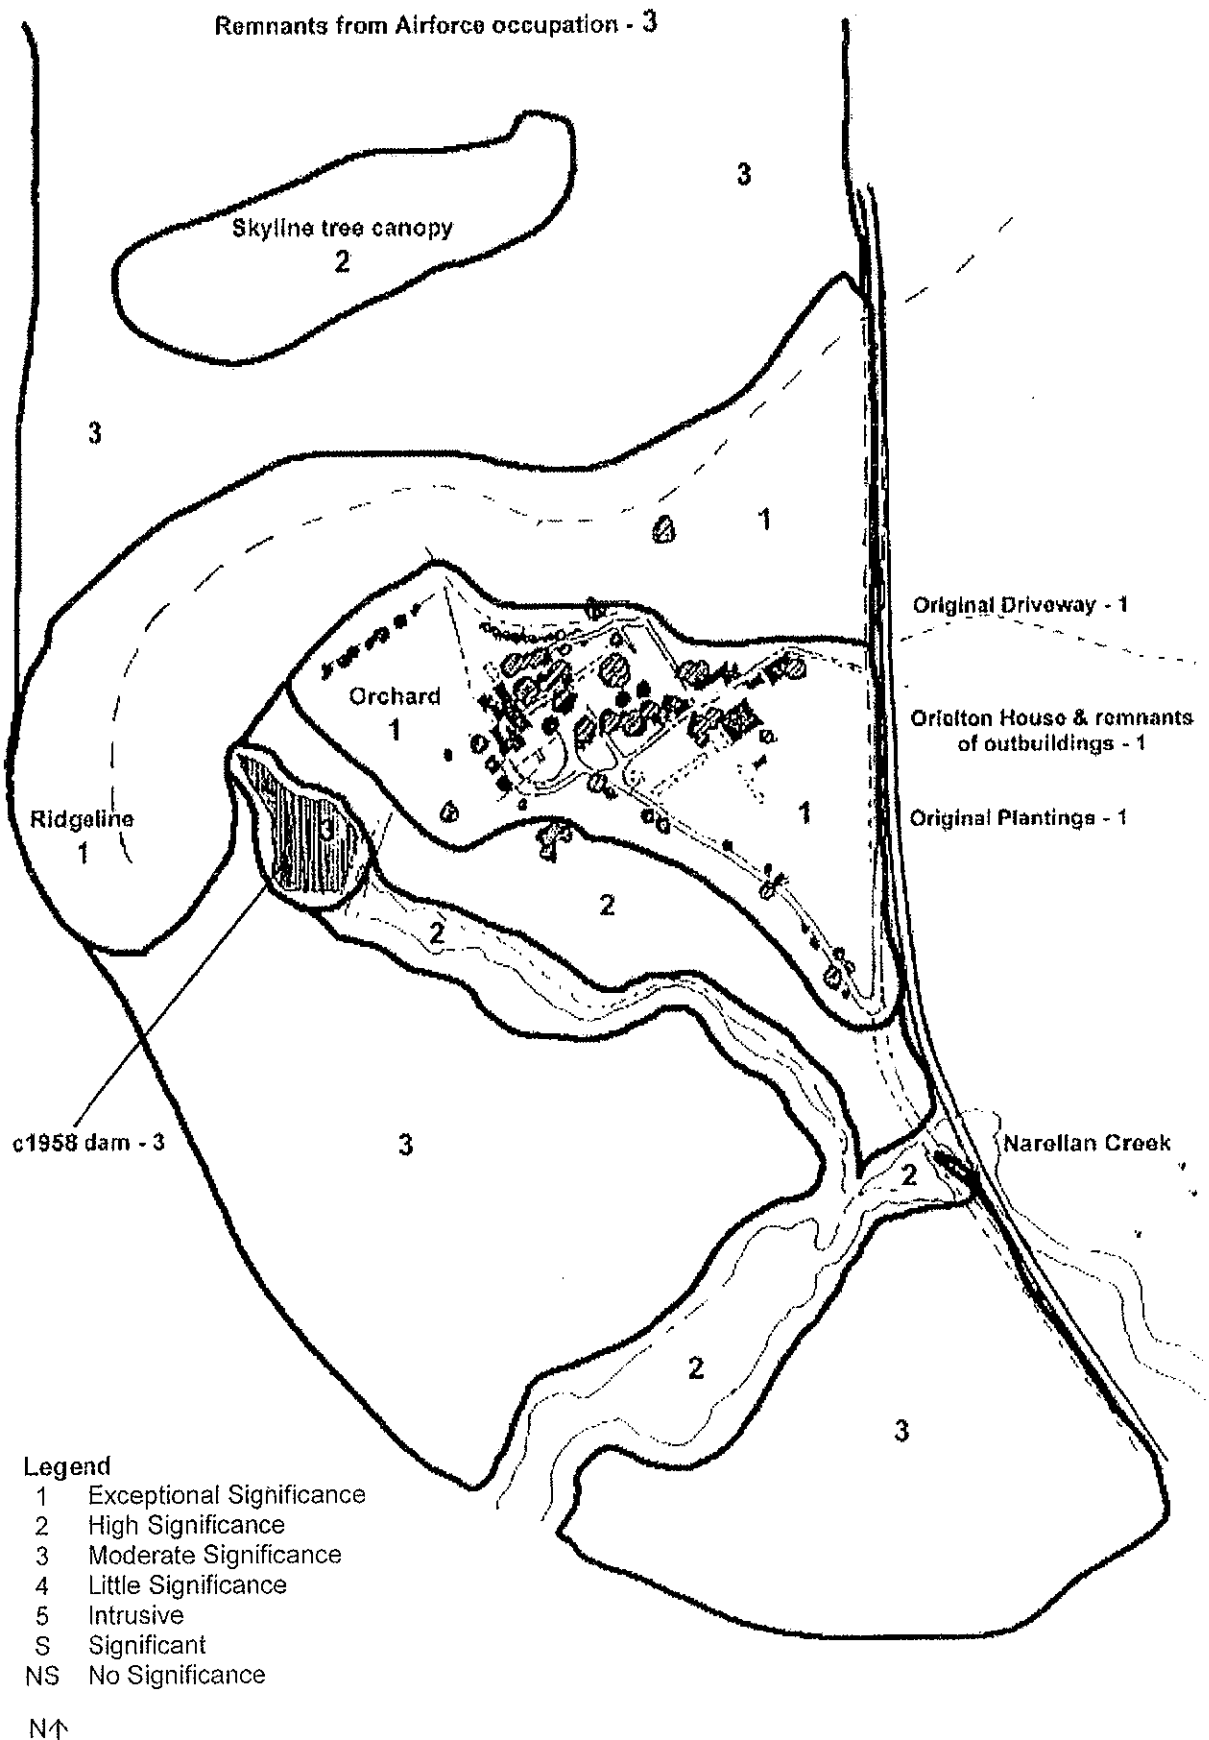 Remnants from Airforce occupation - 3
3
Skyline tree canopy
2
3
1
Original Driveway - 1
Orchard
1
Orielton House & remnants
of outbuildings - 1
Ridgeline
1
3
1
Original Plantings - 1
2
2
c1958 dam - 3
3
Narellan Creek
2
2
3
Legend
1 Exceptional Significance
2 High Significance
3 Moderate Significance
4 Little Significance
5 Intrusive
S Significant
NS No Significance
N↑